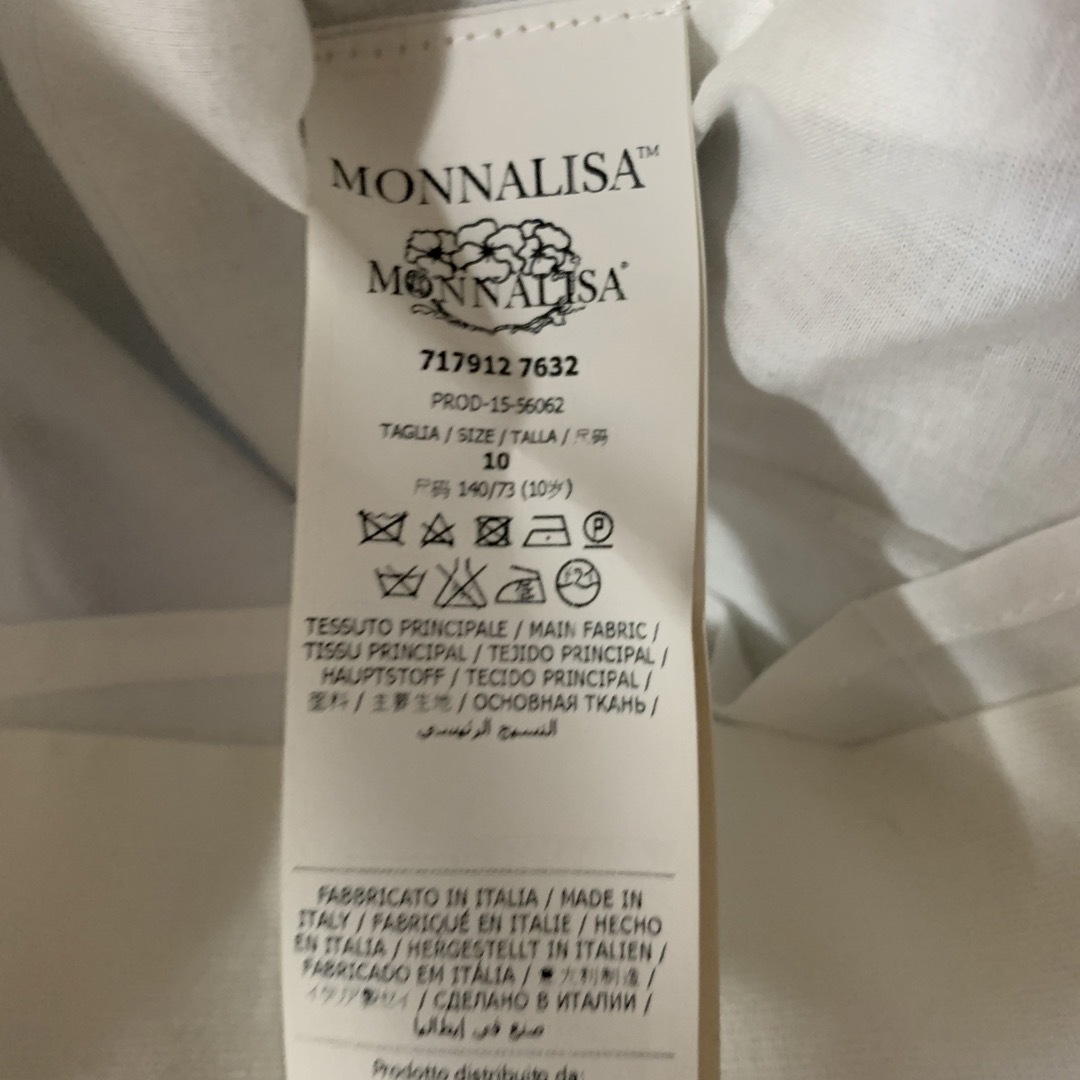 MONNALISA™
MONNALISA®
717912 7632
PROD-15-56062
TAGLIA / SIZE / TALLA / 尺码
10
尺码 140/73 (10岁)
P
TESSUTO PRINCIPALE / MAIN FABRIC /
TISSU PRINCIPAL / TEJIDO PRINCIPAL /
HAUPTSTOFF / TECIDO PRINCIPAL /
面料 / 主要生地 / ОСНОВНАЯ ТКАНЬ /
النسيج الرئيسي
FABBRICATO IN ITALIA / MADE IN
ITALY / FABRIQUÉ EN ITALIE / HECHO
EN ITALIA / HERGESTELLT IN ITALIEN /
FABRICADO EM ITÁLIA / 意大利制造 /
イタリア製 / СДЕЛАНО В ИТАЛИИ /
صنع في إيطاليا
Prodotto distribuito da: